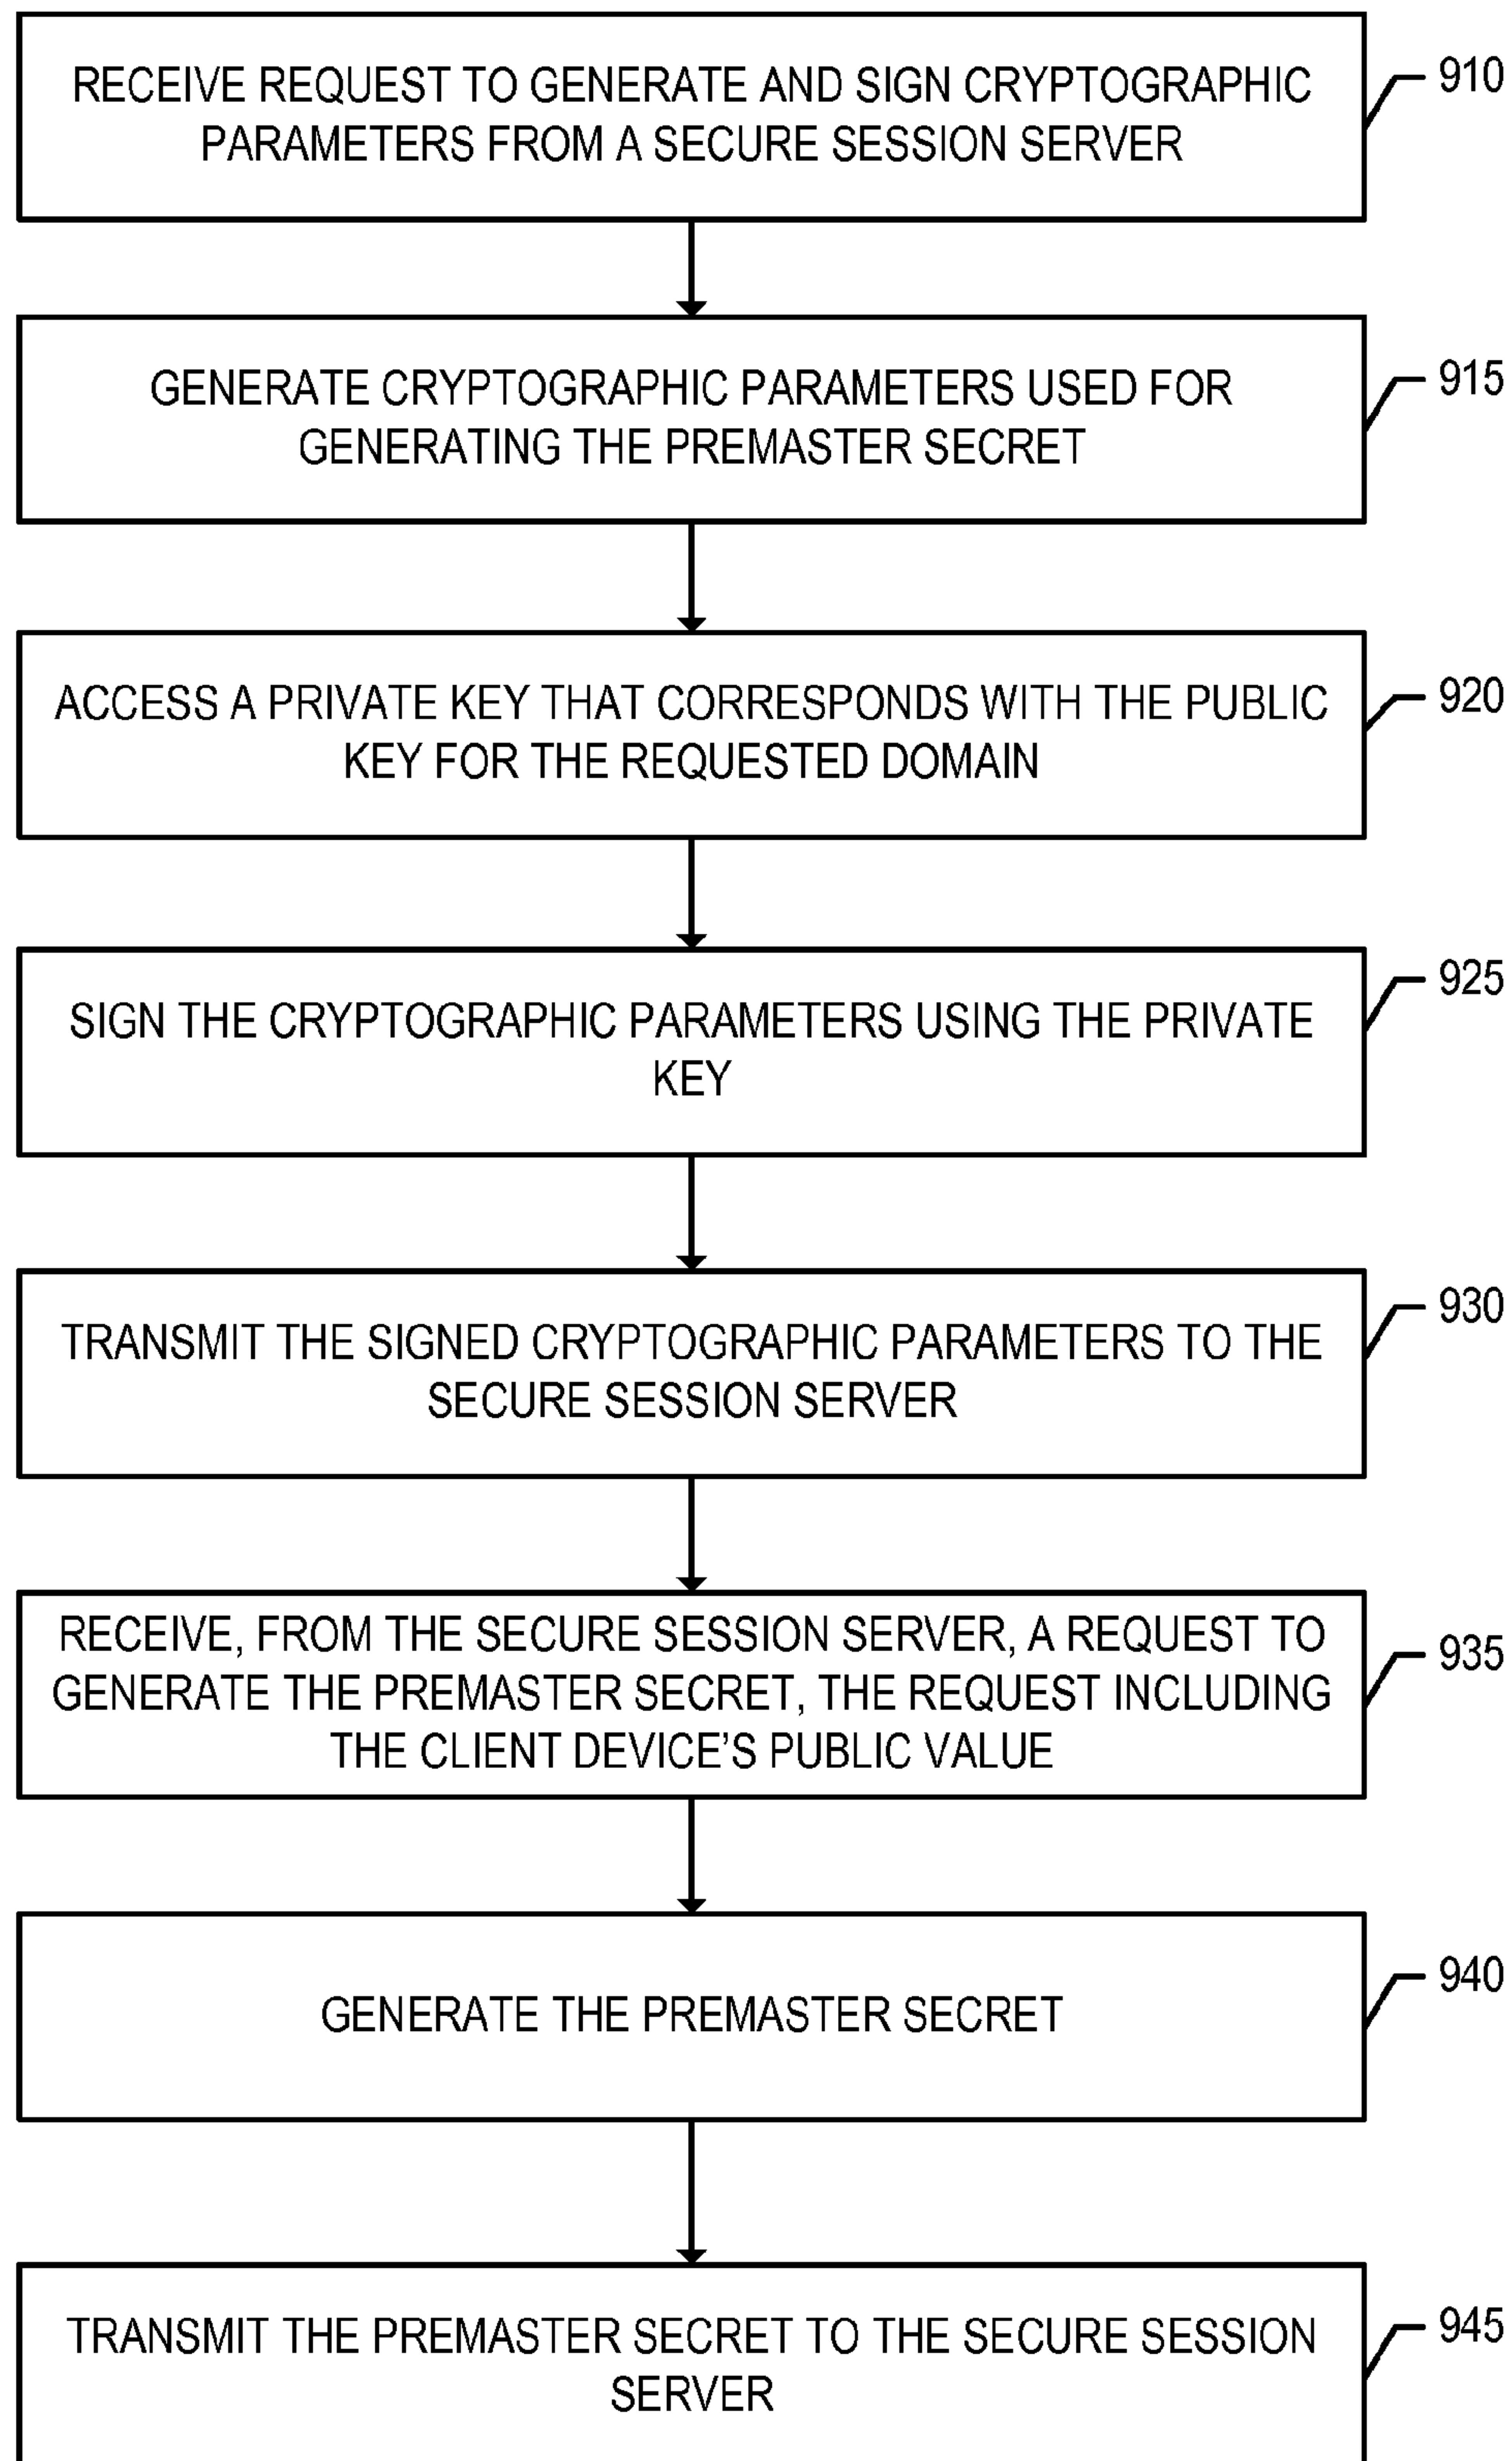 RECEIVE REQUEST TO GENERATE AND SIGN CRYPTOGRAPHIC
PARAMETERS FROM A SECURE SESSION SERVER
910
GENERATE CRYPTOGRAPHIC PARAMETERS USED FOR
GENERATING THE PREMASTER SECRET
915
ACCESS A PRIVATE KEY THAT CORRESPONDS WITH THE PUBLIC
KEY FOR THE REQUESTED DOMAIN
920
SIGN THE CRYPTOGRAPHIC PARAMETERS USING THE PRIVATE
KEY
925
TRANSMIT THE SIGNED CRYPTOGRAPHIC PARAMETERS TO THE
SECURE SESSION SERVER
930
RECEIVE, FROM THE SECURE SESSION SERVER, A REQUEST TO
GENERATE THE PREMASTER SECRET, THE REQUEST INCLUDING
THE CLIENT DEVICE'S PUBLIC VALUE
935
GENERATE THE PREMASTER SECRET
940
TRANSMIT THE PREMASTER SECRET TO THE SECURE SESSION
SERVER
945